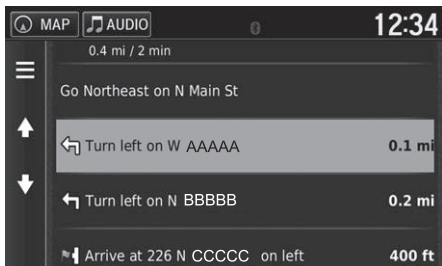 MAP AUDIO 12:34
0.4 mi / 2 min
Go Northeast on N Main St
Turn left on W AAAAA 0.1 mi
Turn left on N BBBBB 0.2 mi
Arrive at 226 N CCCCC on left 400 ft